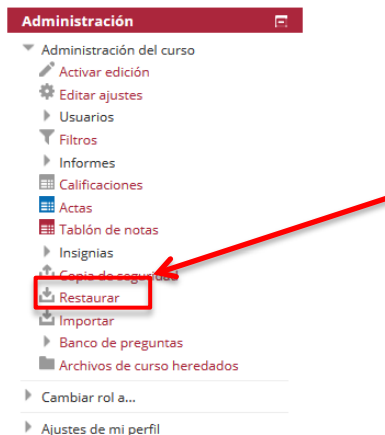 Administración
Administración del curso
Activar edición
Editar ajustes
Usuarios
Filtros
Informes
Calificaciones
Actas
Tablón de notas
Insignias
Copia de seguridad
Restaurar
Importar
Banco de preguntas
Archivos de curso heredados
Cambiar rol a...
Ajustes de mi perfil